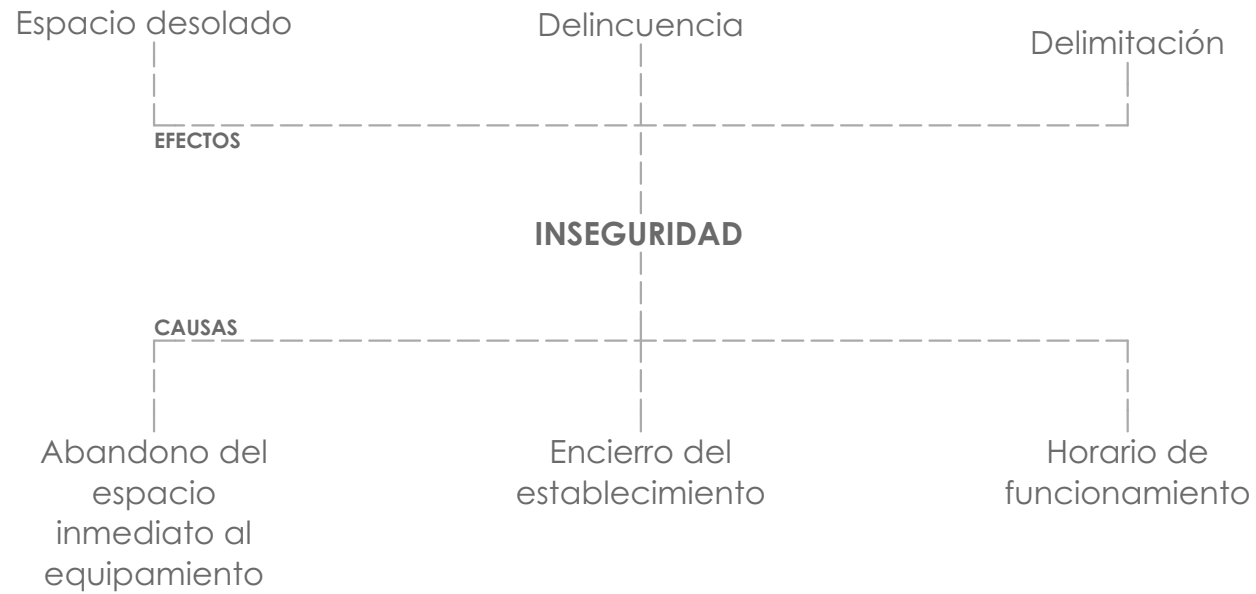 Espacio desolado
Delincuencia
Delimitación
EFECTOS
INSEGURIDAD
CAUSAS
Abandono del
espacio
inmediato al
equipamiento
Encierro del
establecimiento
Horario de
funcionamiento